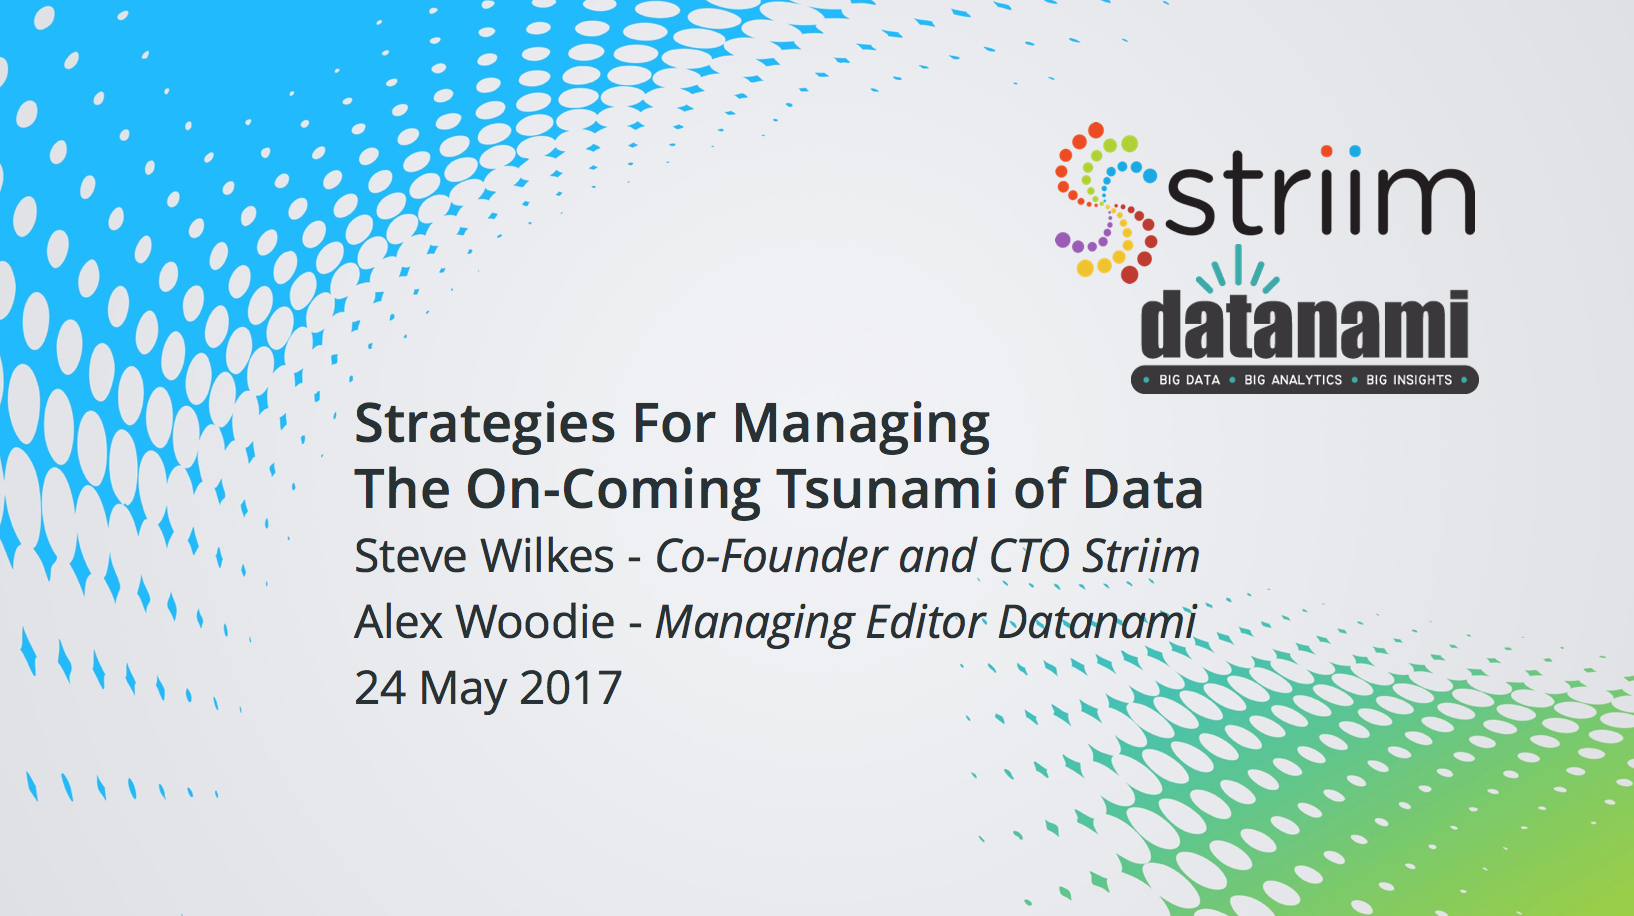 striim
datanami
• BIG DATA • BIG ANALYTICS • BIG INSIGHTS •
Strategies For Managing
The On-Coming Tsunami of Data
Steve Wilkes - Co-Founder and CTO Striim
Alex Woodie - Managing Editor Datanami
24 May 2017